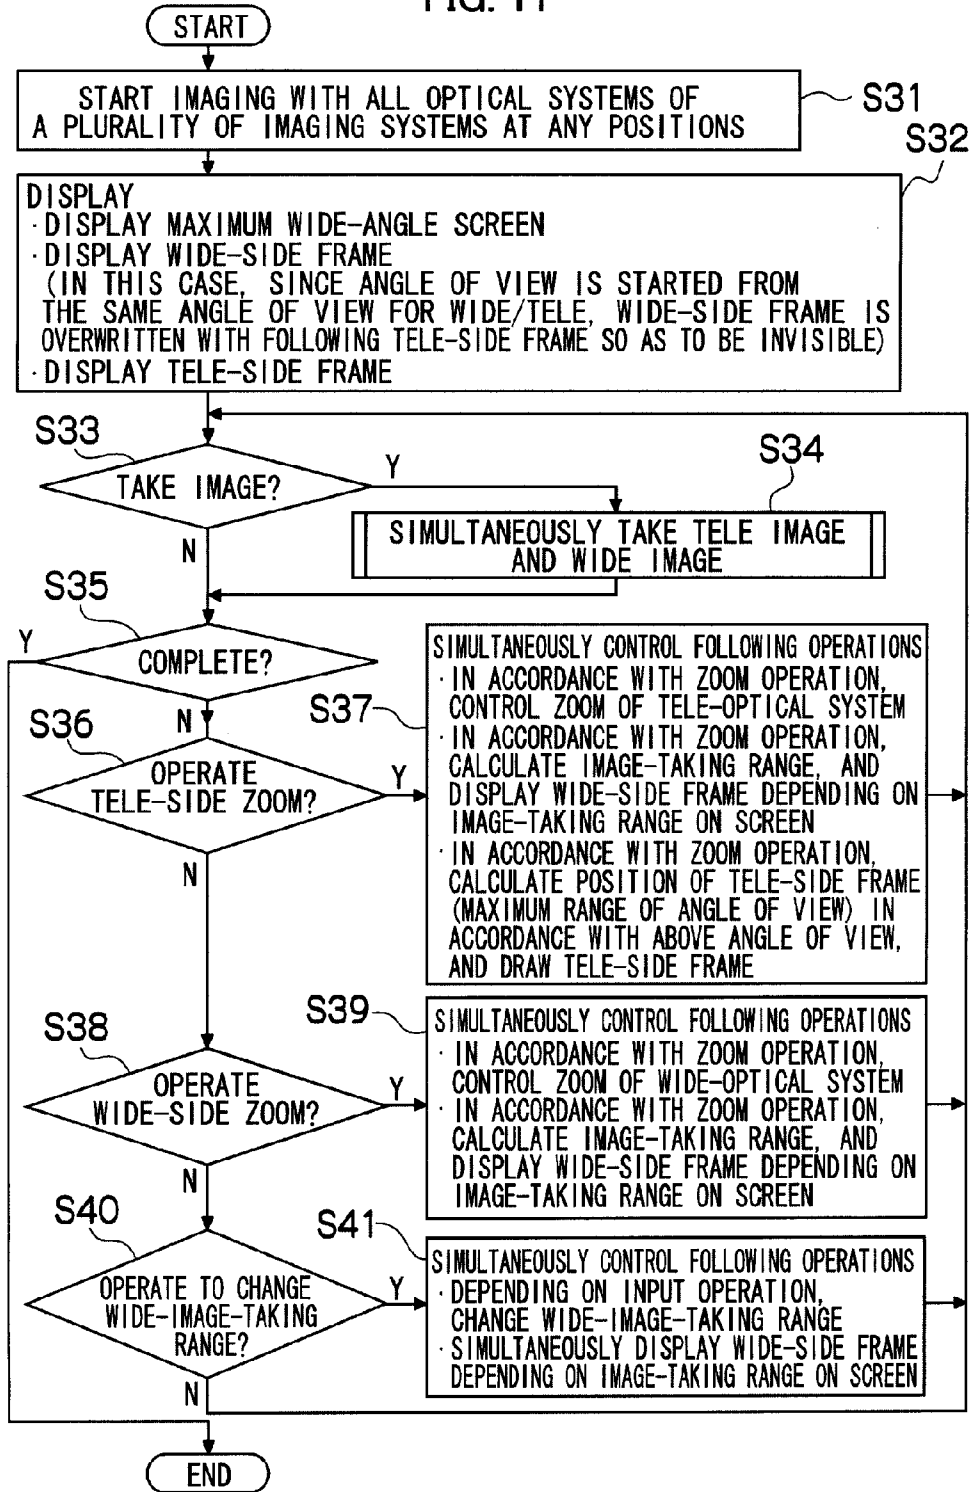 FIG. 11
START
START IMAGING WITH ALL OPTICAL SYSTEMS OF
A PLURALITY OF IMAGING SYSTEMS AT ANY POSITIONS
S31
S32
DISPLAY
·DISPLAY MAXIMUM WIDE-ANGLE SCREEN
·DISPLAY WIDE-SIDE FRAME
(IN THIS CASE, SINCE ANGLE OF VIEW IS STARTED FROM
THE SAME ANGLE OF VIEW FOR WIDE/TELE, WIDE-SIDE FRAME IS
OVERWRITTEN WITH FOLLOWING TELE-SIDE FRAME SO AS TO BE INVISIBLE)
·DISPLAY TELE-SIDE FRAME
S33
TAKE IMAGE?
Y
N
S34
SIMULTANEOUSLY TAKE TELE IMAGE
AND WIDE IMAGE
S35
Y
COMPLETE?
N
S36
OPERATE
TELE-SIDE ZOOM?
Y
N
S37
SIMULTANEOUSLY CONTROL FOLLOWING OPERATIONS
·IN ACCORDANCE WITH ZOOM OPERATION,
CONTROL ZOOM OF TELE-OPTICAL SYSTEM
·IN ACCORDANCE WITH ZOOM OPERATION,
CALCULATE IMAGE-TAKING RANGE, AND
DISPLAY WIDE-SIDE FRAME DEPENDING ON
IMAGE-TAKING RANGE ON SCREEN
·IN ACCORDANCE WITH ZOOM OPERATION,
CALCULATE POSITION OF TELE-SIDE FRAME
(MAXIMUM RANGE OF ANGLE OF VIEW) IN
ACCORDANCE WITH ABOVE ANGLE OF VIEW,
AND DRAW TELE-SIDE FRAME
S38
OPERATE
WIDE-SIDE ZOOM?
Y
N
S39
SIMULTANEOUSLY CONTROL FOLLOWING OPERATIONS
·IN ACCORDANCE WITH ZOOM OPERATION,
CONTROL ZOOM OF WIDE-OPTICAL SYSTEM
·IN ACCORDANCE WITH ZOOM OPERATION,
CALCULATE IMAGE-TAKING RANGE, AND
DISPLAY WIDE-SIDE FRAME DEPENDING ON
IMAGE-TAKING RANGE ON SCREEN
S40
OPERATE TO CHANGE
WIDE-IMAGE-TAKING
RANGE?
Y
N
S41
SIMULTANEOUSLY CONTROL FOLLOWING OPERATIONS
·DEPENDING ON INPUT OPERATION,
CHANGE WIDE-IMAGE-TAKING RANGE
·SIMULTANEOUSLY DISPLAY WIDE-SIDE FRAME
DEPENDING ON IMAGE-TAKING RANGE ON SCREEN
END